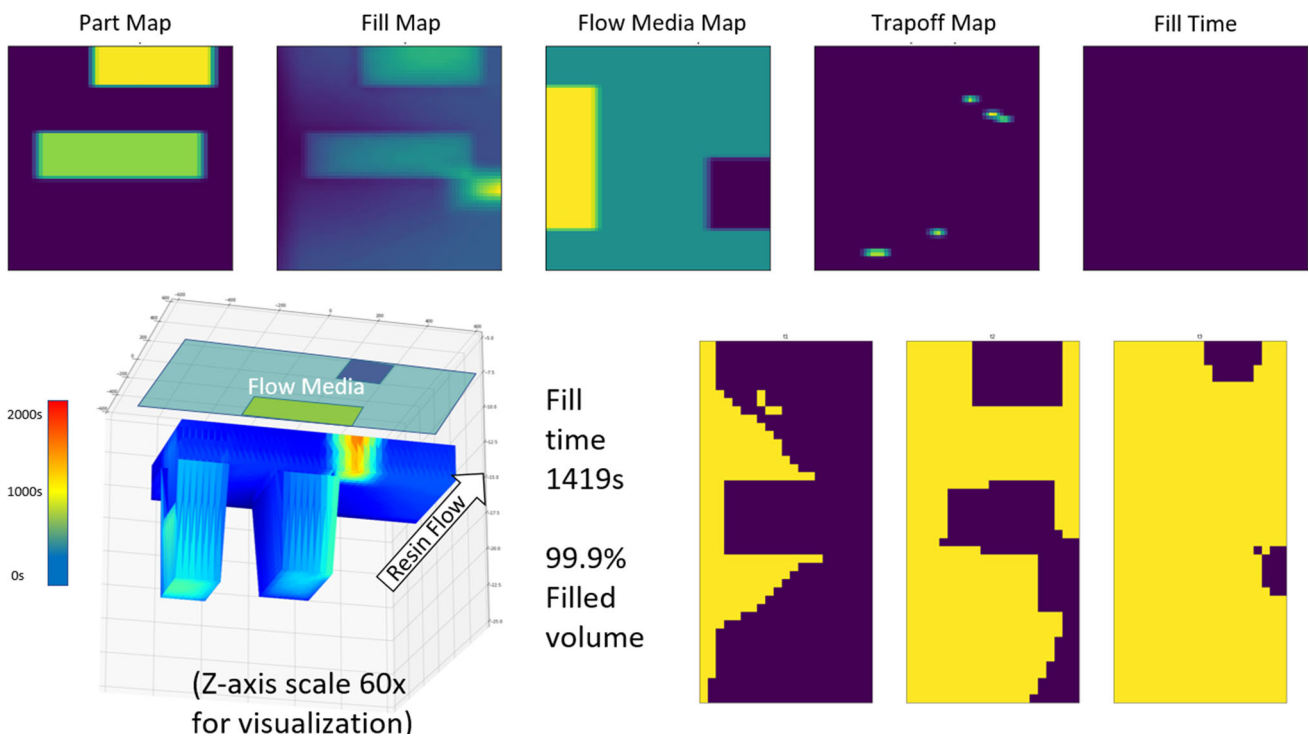 Part Map
Fill Map
Flow Media Map
Trapoff Map
Fill Time
Flow Media
Resin Flow
2000s
1000s
0s
Fill
time
1419s
99.9%
Filled
volume
t1
t2
t3
(Z-axis scale 60x
for visualization)